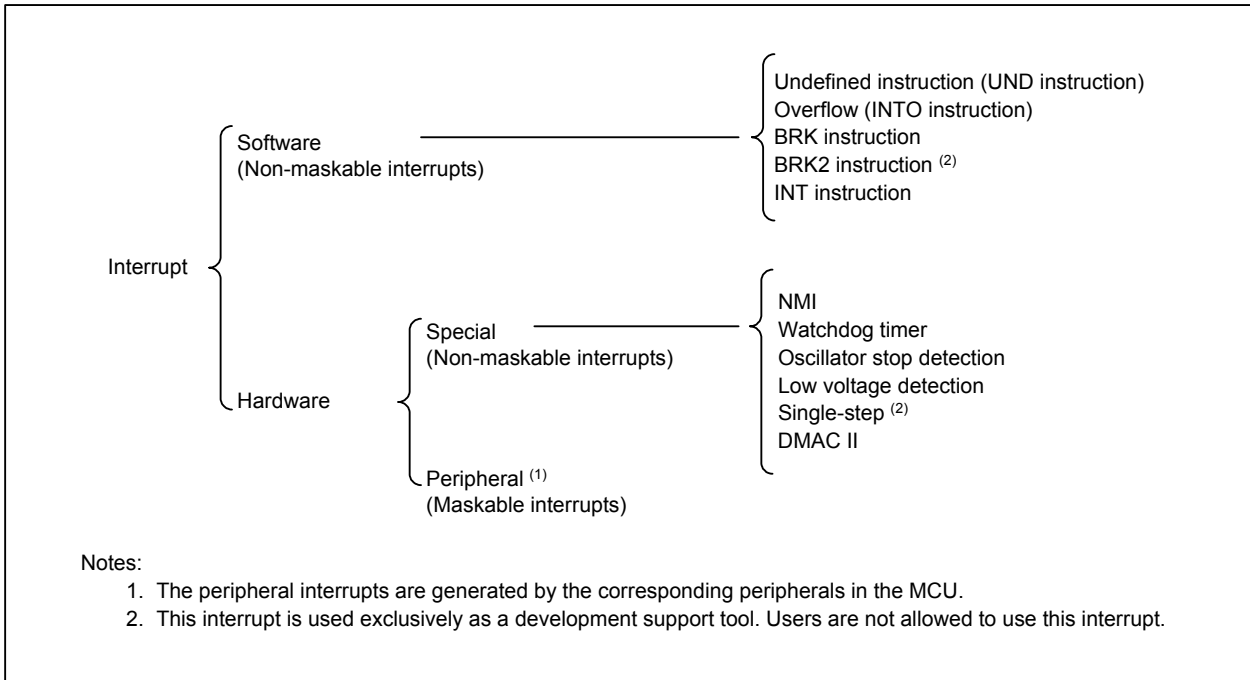 Interrupt
Software
(Non-maskable interrupts)
Undefined instruction (UND instruction)
Overflow (INTO instruction)
BRK instruction
BRK2 instruction (2)
INT instruction
Hardware
Special
(Non-maskable interrupts)
NMI
Watchdog timer
Oscillator stop detection
Low voltage detection
Single-step (2)
DMAC II
Peripheral (1)
(Maskable interrupts)
Notes:
1. The peripheral interrupts are generated by the corresponding peripherals in the MCU.
2. This interrupt is used exclusively as a development support tool. Users are not allowed to use this interrupt.